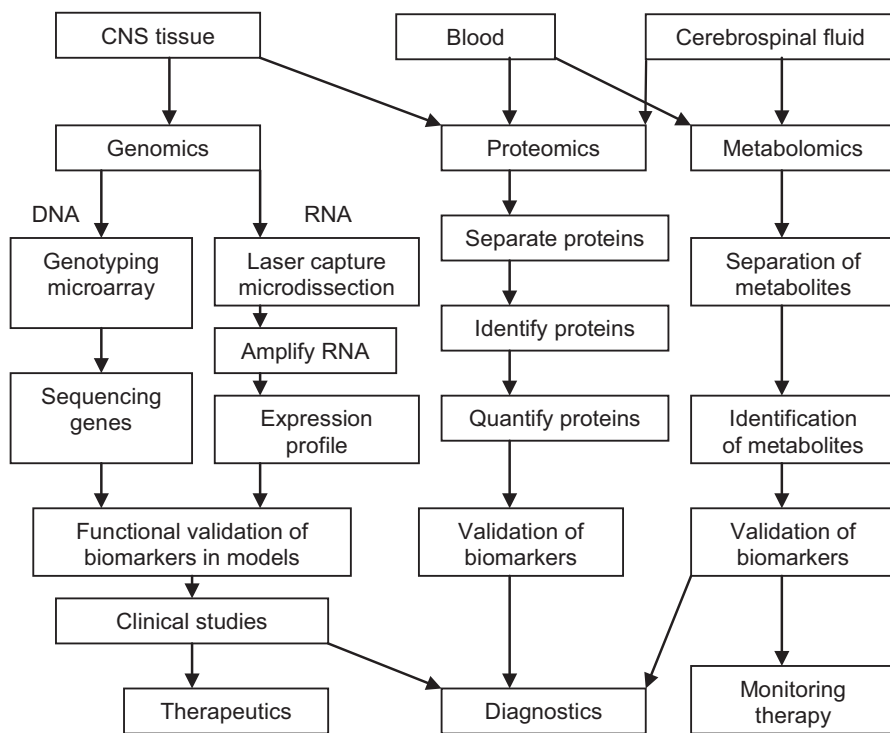 CNS tissue
Blood
Cerebrospinal fluid
Genomics
Proteomics
Metabolomics
DNA
RNA
Genotyping
microarray
Laser capture
microdissection
Separate proteins
Separation of
metabolites
Amplify RNA
Identify proteins
Sequencing
genes
Expression
profile
Quantify proteins
Identification
of metabolites
Functional validation of
biomarkers in models
Validation of
biomarkers
Validation of
biomarkers
Clinical studies
Therapeutics
Diagnostics
Monitoring
therapy